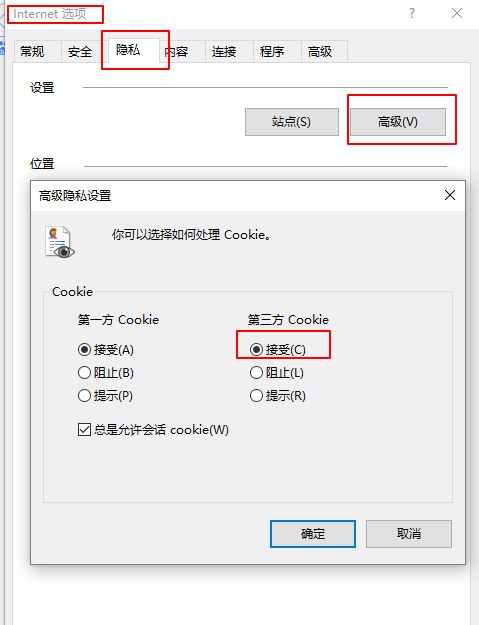 Internet 选项
常规 安全 隐私 内容 连接 程序 高级
设置
站点(S) 高级(V)
位置
高级隐私设置
你可以选择如何处理 Cookie。
Cookie
第一方 Cookie 第三方 Cookie
接受(A) 接受(C)
阻止(B) 阻止(L)
提示(P) 提示(R)
总是允许会话 cookie(W)
确定 取消